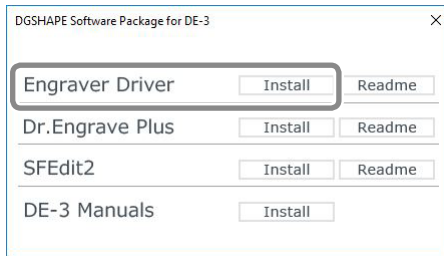 DGSHAPE Software Package for DE-3
Engraver Driver Install Readme
Dr.Engrave Plus Install Readme
SFEdit2 Install Readme
DE-3 Manuals Install